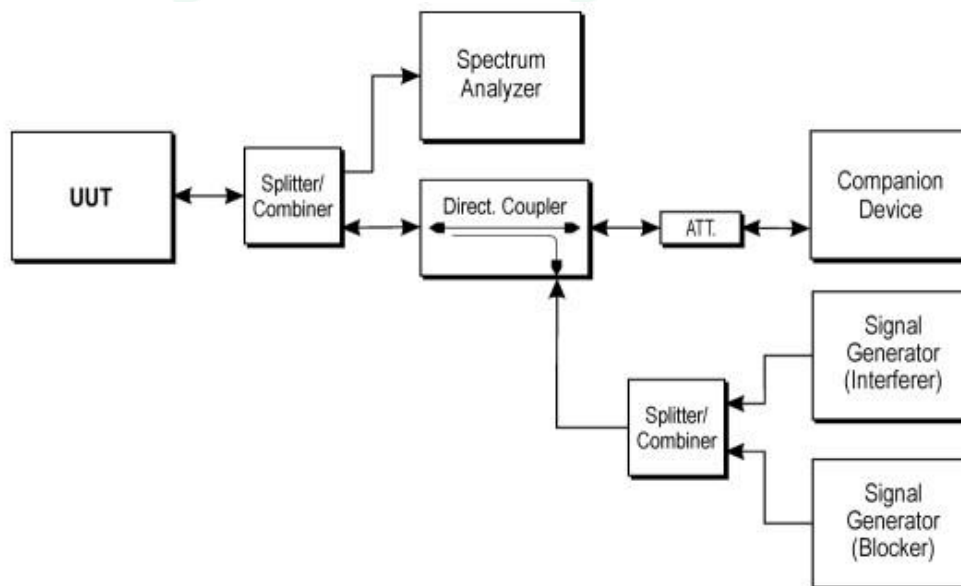 Spectrum
Analyzer
UUT
Splitter/
Combiner
Direct. Coupler
ATT.
Companion
Device
Signal
Generator
(Interferer)
Splitter/
Combiner
Signal
Generator
(Blocker)